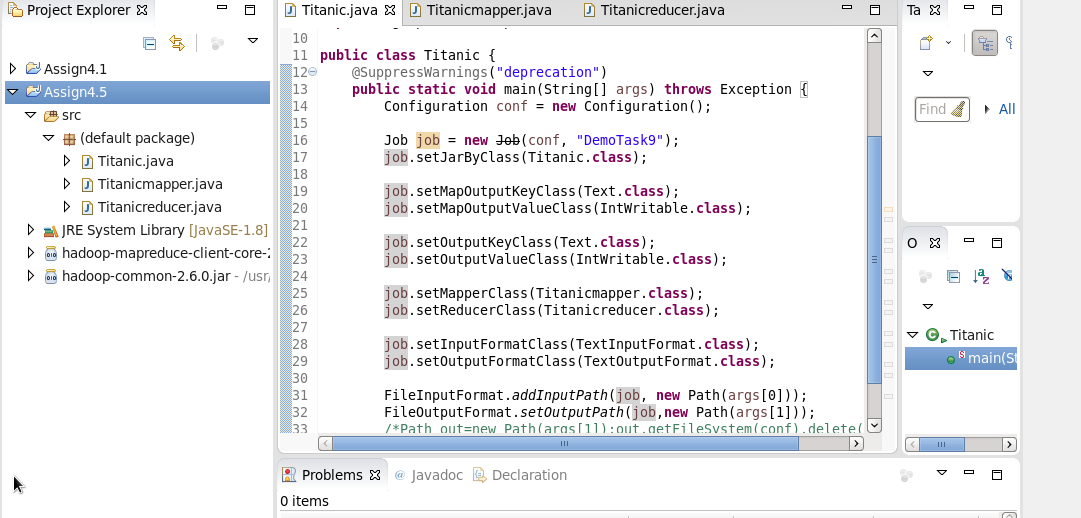 Project Explorer
Assign4.1
Assign4.5
src
(default package)
Titanic.java
Titanicmapper.java
Titanicreducer.java
JRE System Library [JavaSE-1.8]
hadoop-mapreduce-client-core-2
hadoop-common-2.6.0.jar - /usr/
Titanic.java Titanicmapper.java Titanicreducer.java
10
11 public class Titanic {
12 @SuppressWarnings("deprecation")
13 public static void main(String[] args) throws Exception {
14 Configuration conf = new Configuration();
15
16 Job job = new Job(conf, "DemoTask9");
17 job.setJarByClass(Titanic.class);
18
19 job.setMapOutputKeyClass(Text.class);
20 job.setMapOutputValueClass(IntWritable.class);
21
22 job.setOutputKeyClass(Text.class);
23 job.setOutputValueClass(IntWritable.class);
24
25 job.setMapperClass(Titanicmapper.class);
26 job.setReducerClass(Titanicreducer.class);
27
28 job.setInputFormatClass(TextInputFormat.class);
29 job.setOutputFormatClass(TextOutputFormat.class);
30
31 FileInputFormat.addInputPath(job, new Path(args[0]));
32 FileOutputFormat.setOutputPath(job,new Path(args[1]));
33 /*Path out=new Path(args[1]);out.getFileSystem(conf).delete(
Problems @ Javadoc Declaration
0 items
Ta
Find All
O
Titanic
main(St